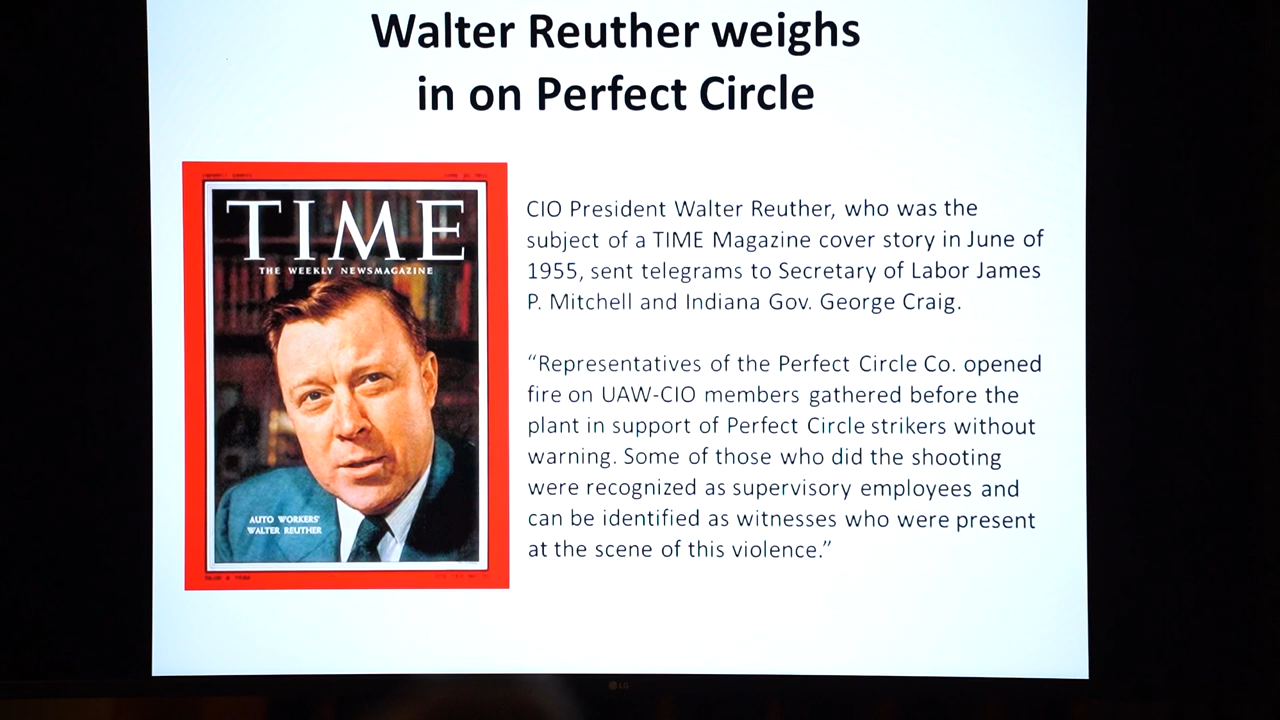 Walter Reuther weighs
in on Perfect Circle
TIME
THE WEEKLY NEWSMAGAZINE
AUTO WORKERS'
WALTER REUTHER
CIO President Walter Reuther, who was the
subject of a TIME Magazine cover story in June of
1955, sent telegrams to Secretary of Labor James
P. Mitchell and Indiana Gov. George Craig.
“Representatives of the Perfect Circle Co. opened
fire on UAW-CIO members gathered before the
plant in support of Perfect Circle strikers without
warning. Some of those who did the shooting
were recognized as supervisory employees and
can be identified as witnesses who were present
at the scene of this violence.”
LG